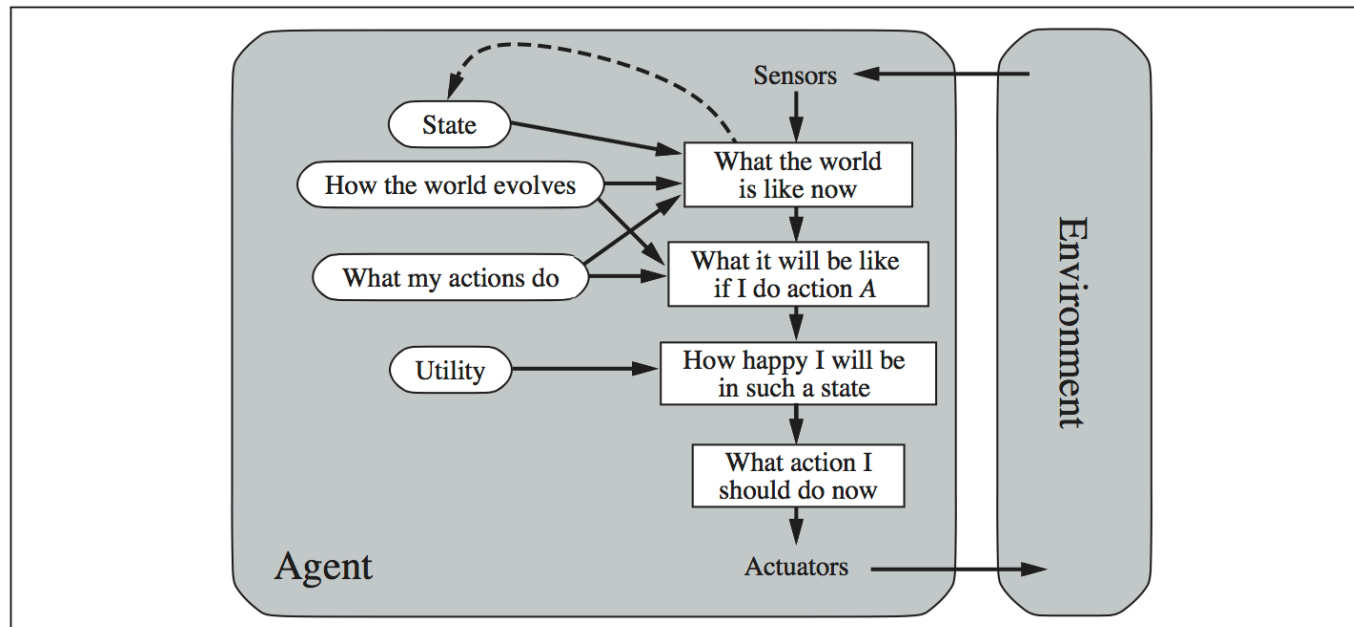 Sensors
State
What the world
is like now
How the world evolves
What my actions do
What it will be like
if I do action A
Utility
How happy I will be
in such a state
What action I
should do now
Agent
Actuators
Environment